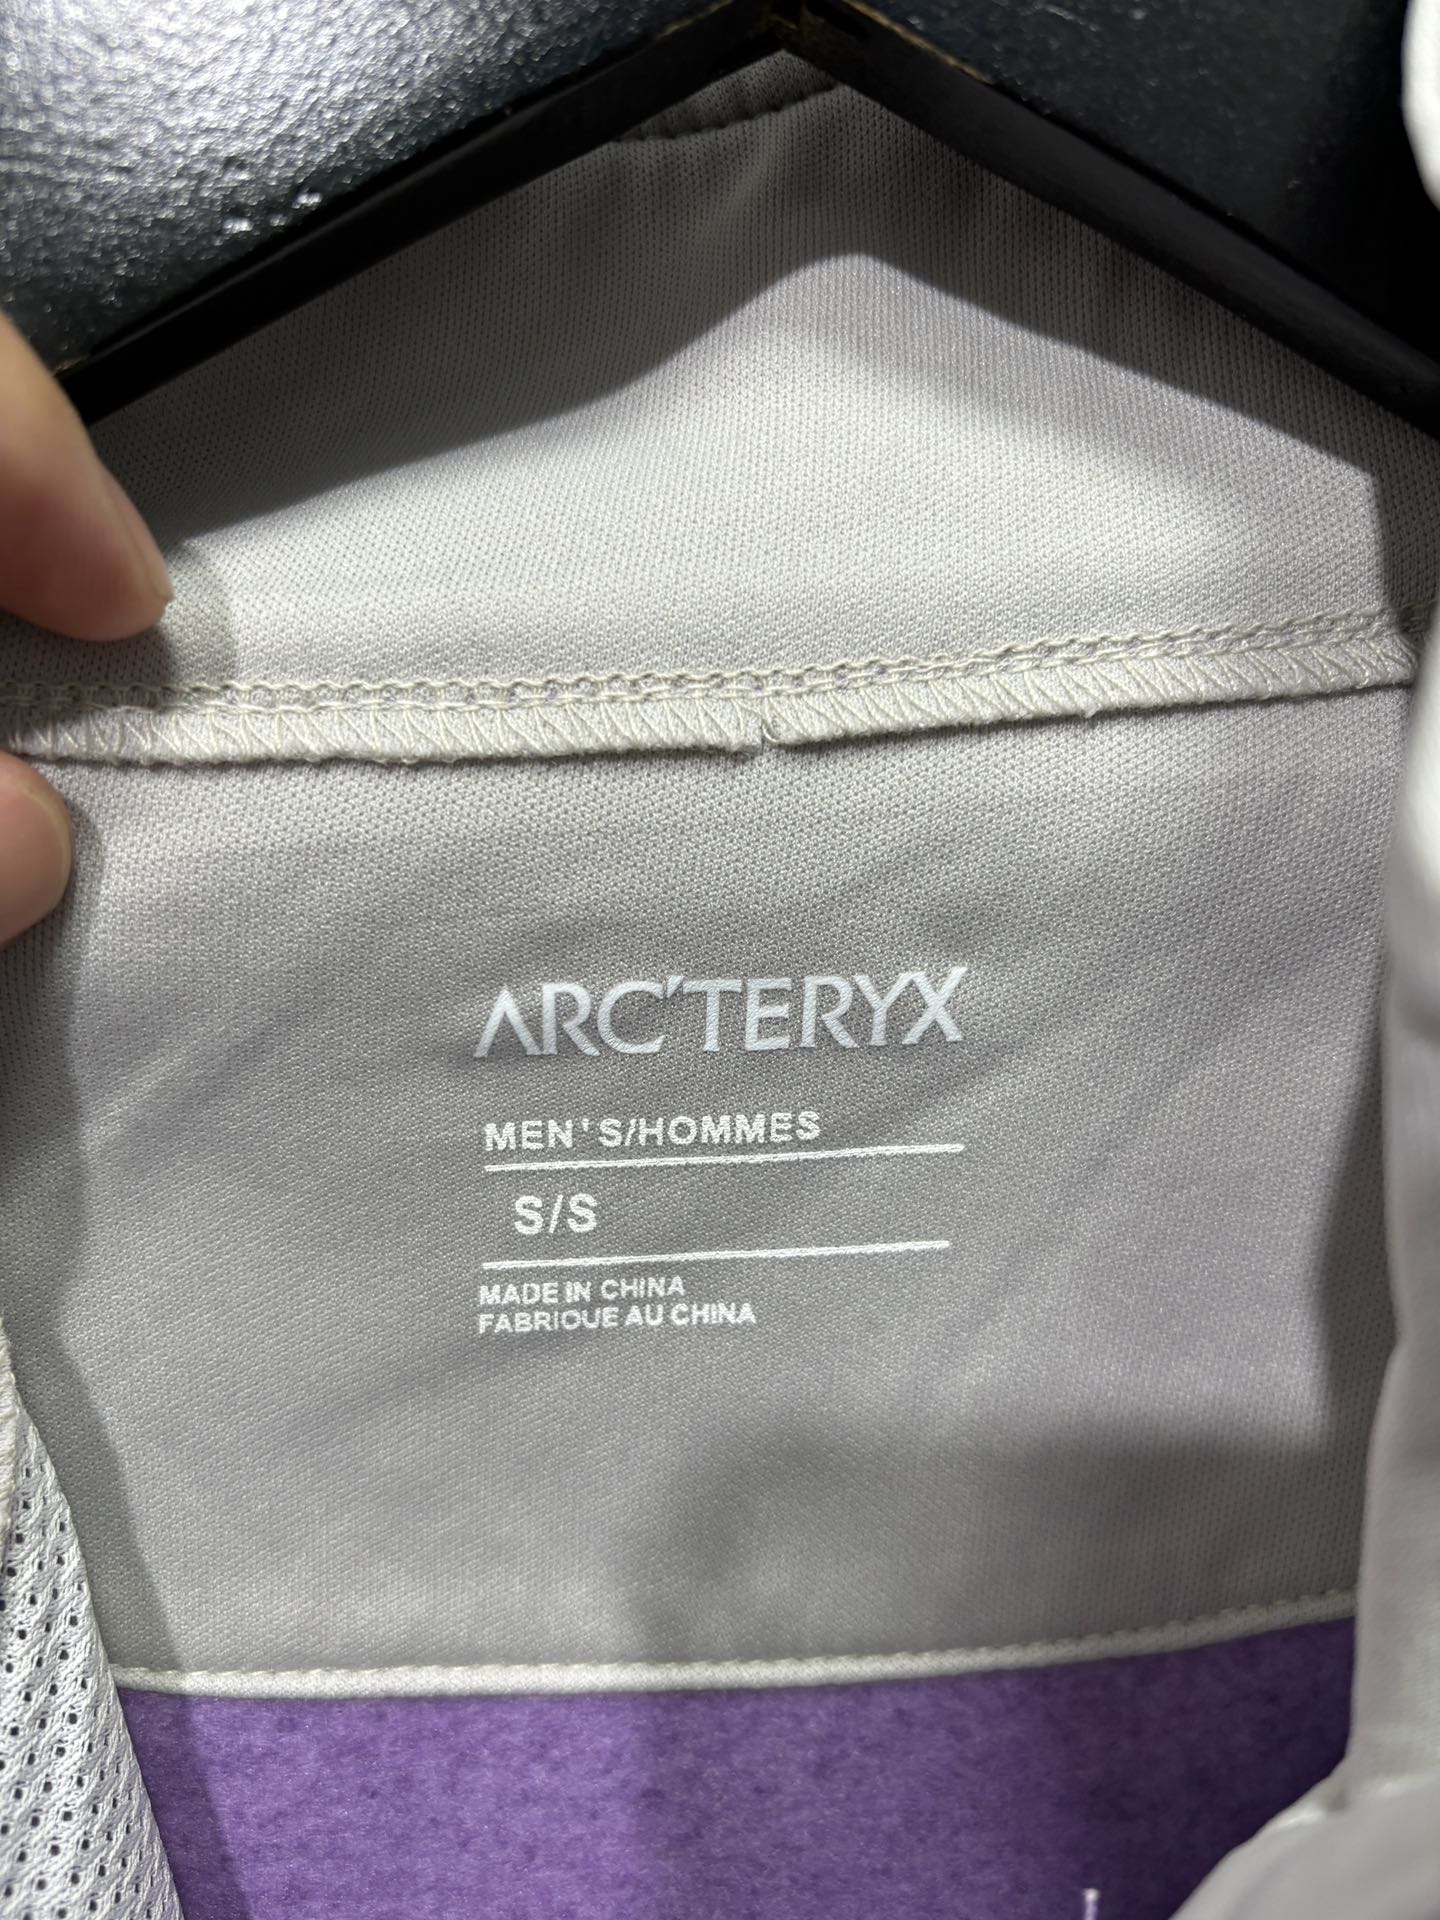 ARC'TERYX
MEN'S/HOMMES
S/S
MADE IN CHINA
FABRIOUE AU CHINA